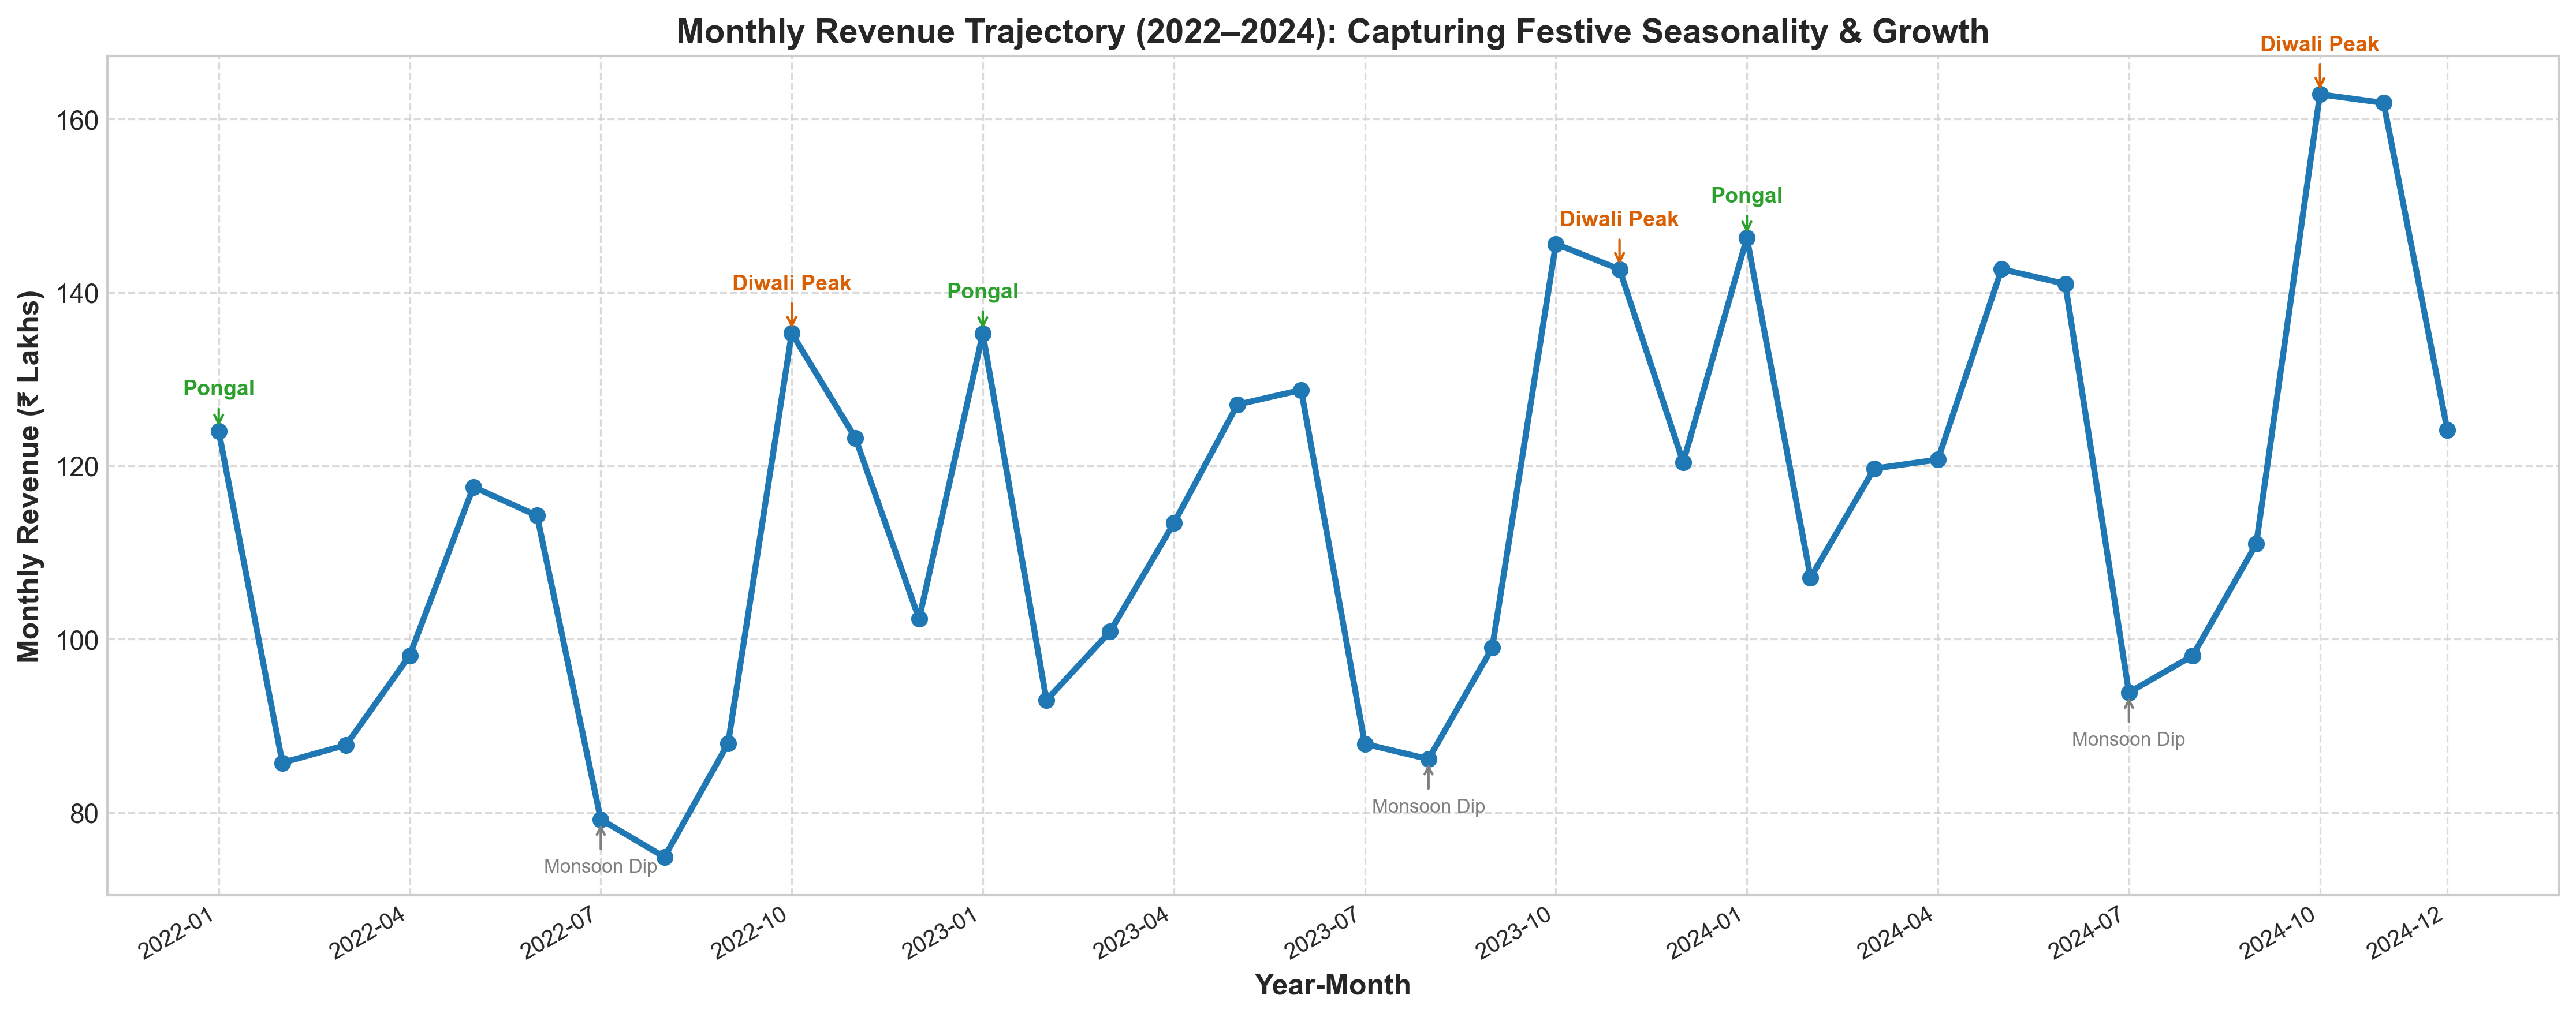 Monthly Revenue Trajectory (2022–2024): Capturing Festive Seasonality & Growth
Diwali Peak
160
Pongal
Diwali Peak
Diwali Peak
Pongal
140
Pongal
120
100
Monsoon Dip
Monsoon Dip
80
Monsoon Dip
Monthly Revenue (₹ Lakhs)
2022-01
2022-04
2022-07
2022-10
2023-01
2023-04
2023-07
2023-10
2024-01
2024-04
2024-07
2024-10
2024-12
Year-Month